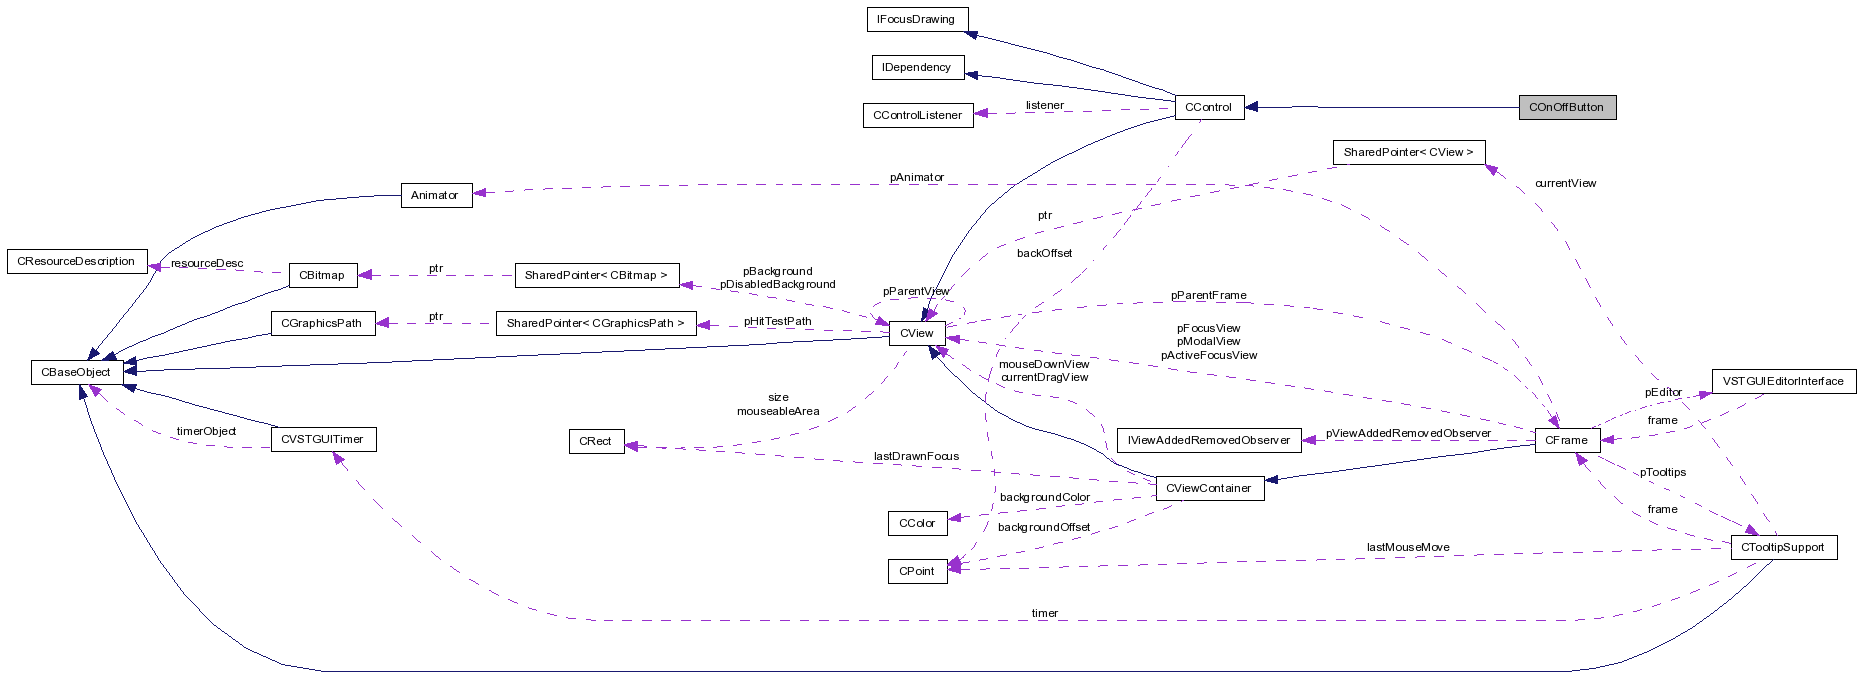 IFocusDrawing
IDependency
CControlListener
listener
CControl
COnOffButton
SharedPointer< CView >
currentView
pAnimator
Animator
ptr
backOffset
CResourceDescription
resourceDesc
CBitmap
ptr
SharedPointer< CBitmap >
pBackground
pDisabledBackground
pParentView
pParentFrame
CGraphicsPath
ptr
SharedPointer< CGraphicsPath >
pHitTestPath
CView
pFocusView
pModalView
pActiveFocusView
CBaseObject
mouseDownView
currentDragView
VSTGUIEditorInterface
pEditor
size
mouseableArea
frame
timerObject
CVSTGUITimer
CRect
IViewAddedRemovedObserver
pViewAddedRemovedObserver
CFrame
lastDrawnFocus
pTooltips
CViewContainer
backgroundColor
CColor
backgroundOffset
frame
lastMouseMove
CTooltipSupport
CPoint
timer